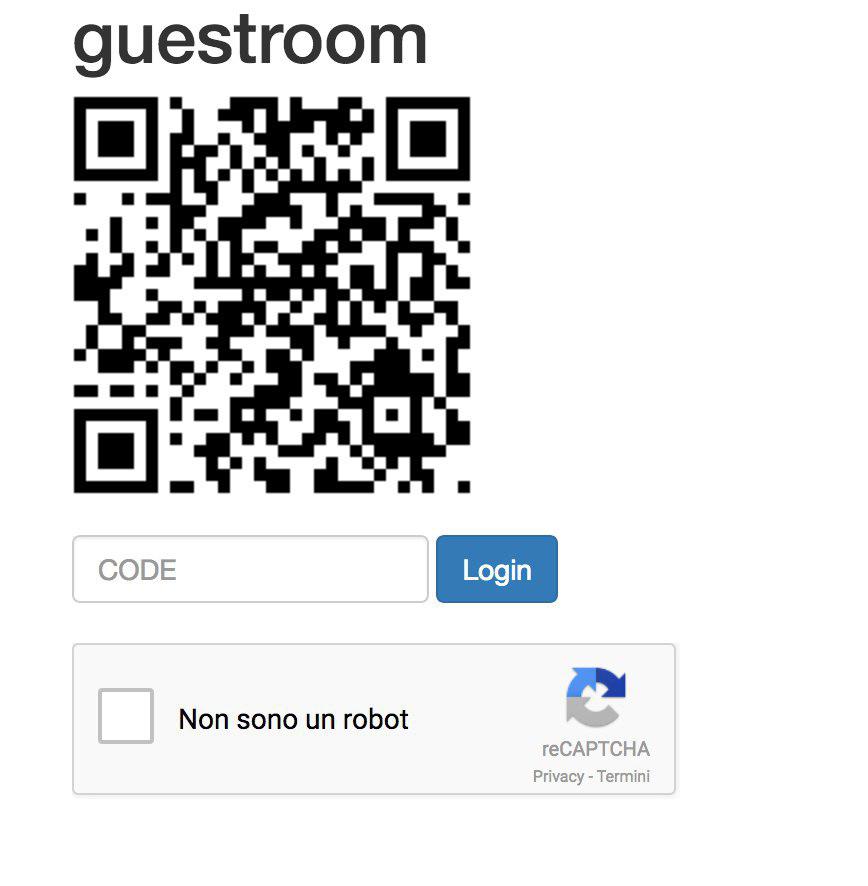 guestroom
CODE
Login
Non sono un robot
reCAPTCHA
Privacy - Termini